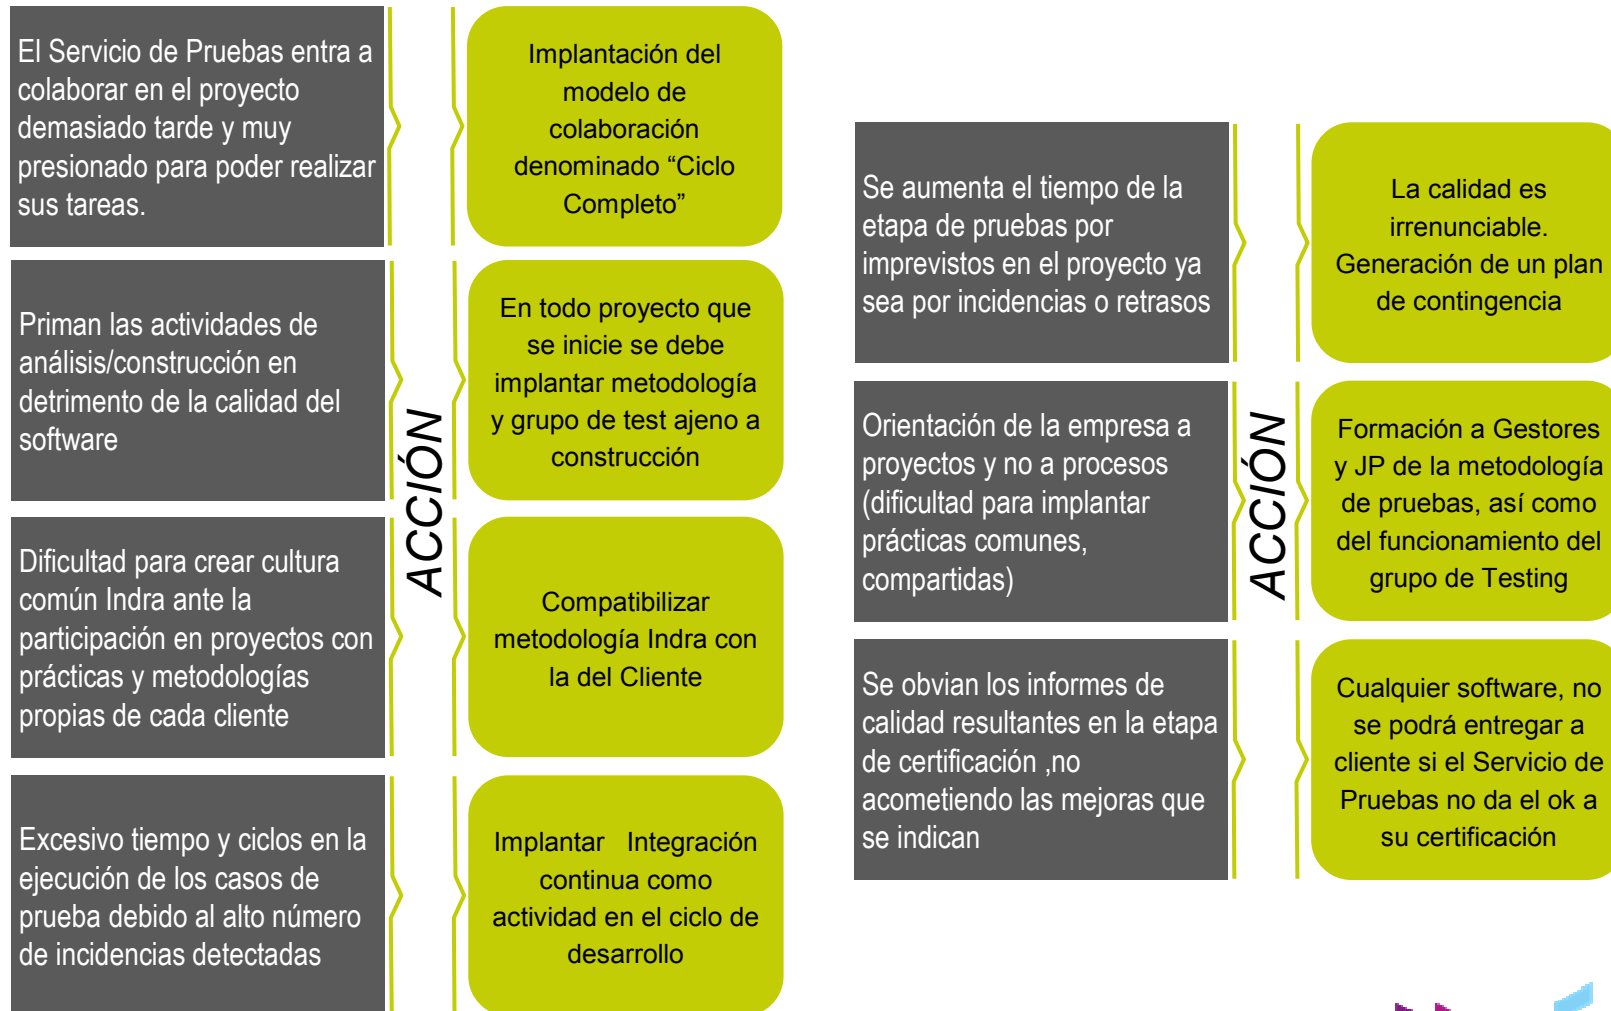 El Servicio de Pruebas entra a
colaborar en el proyecto
demasiado tarde y muy
presionado para poder realizar
sus tareas.
Implantación del
modelo de
colaboración
denominado “Ciclo
Completo”
Priman las actividades de
análisis/construcción en
detrimento de la calidad del
software
En todo proyecto que
se inicie se debe
implantar metodología
y grupo de test ajeno a
construcción
ACCIÓN
Dificultad para crear cultura
común Indra ante la
participación en proyectos con
prácticas y metodologías
propias de cada cliente
Compatibilizar
metodología Indra con
la del Cliente
Excesivo tiempo y ciclos en la
ejecución de los casos de
prueba debido al alto número
de incidencias detectadas
Implantar Integración
continua como
actividad en el ciclo de
desarrollo
Se aumenta el tiempo de la
etapa de pruebas por
imprevistos en el proyecto ya
sea por incidencias o retrasos
La calidad es
irrenunciable.
Generación de un plan
de contingencia
Orientación de la empresa a
proyectos y no a procesos
(dificultad para implantar
prácticas comunes,
compartidas)
ACCIÓN
Formación a Gestores
y JP de la metodología
de pruebas, así como
del funcionamiento del
grupo de Testing
Se obvian los informes de
calidad resultantes en la etapa
de certificación ,no
acometiendo las mejoras que
se indican
Cualquier software, no
se podrá entregar a
cliente si el Servicio de
Pruebas no da el ok a
su certificación